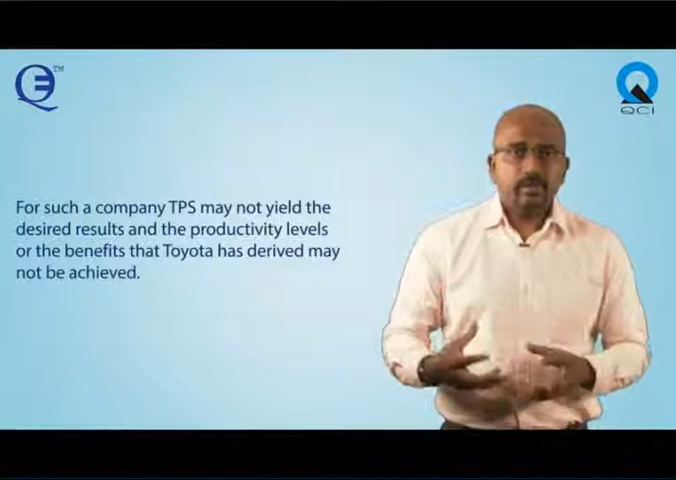 TM
QCI
For such a company TPS may not yield the
desired results and the productivity levels
or the benefits that Toyota has derived may
not be achieved.